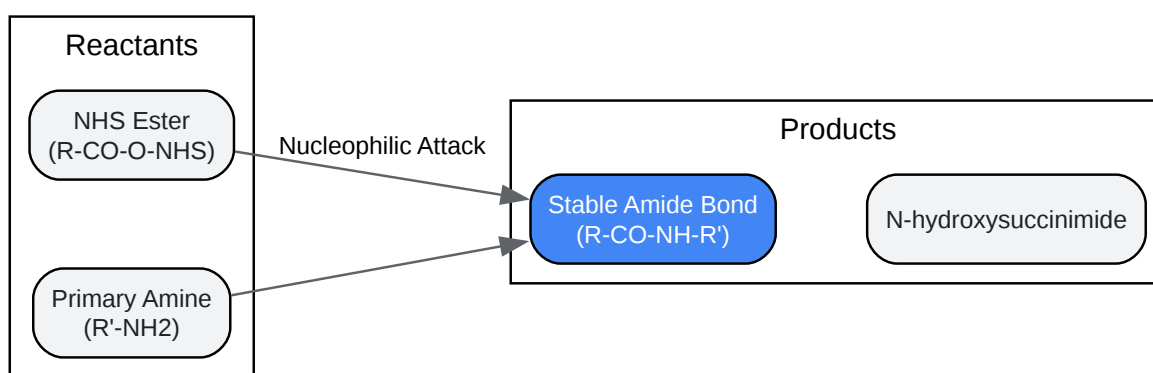 Reactants
NHS Ester
(R-CO-O-NHS)
Primary Amine
(R'-NH2)
Nucleophilic Attack
Products
Stable Amide Bond
(R-CO-NH-R')
N-hydroxysuccinimide